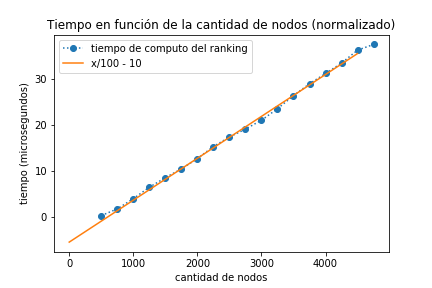 Tiempo en función de la cantidad de nodos (normalizado)
tiempo de computo del ranking
x/100 - 10
tiempo (microsegundos)
30
20
10
0
0 1000 2000 3000 4000
cantidad de nodos